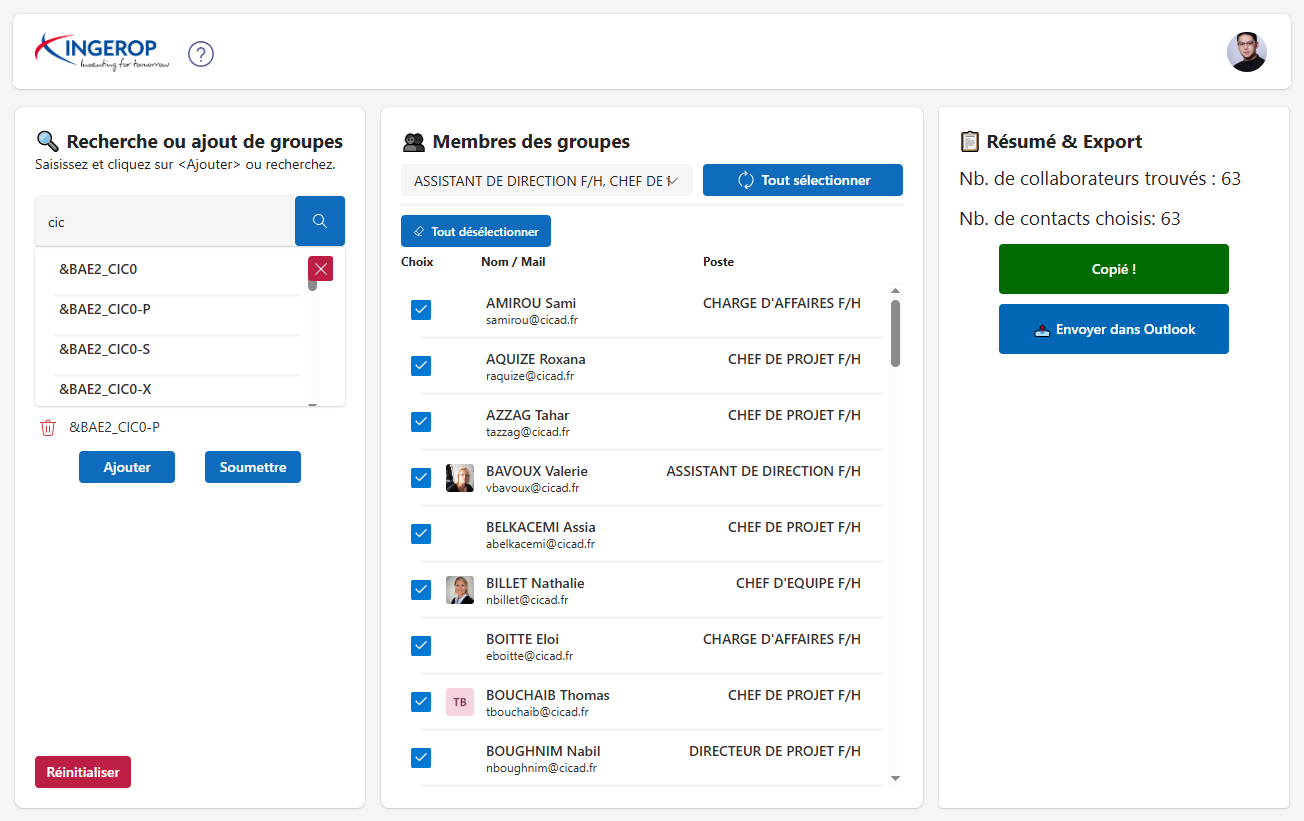 INGEROP
Inventing for tomorrow
?
Recherche ou ajout de groupes
Saisissez et cliquez sur <Ajouter> ou recherchez.
cic
&BAE2_CIC0
&BAE2_CIC0-P
&BAE2_CIC0-S
&BAE2_CIC0-X
&BAE2_CIC0-P
Ajouter
Soumettre
Réinitialiser
Membres des groupes
ASSISTANT DE DIRECTION F/H, CHEF DE
Tout sélectionner
Tout désélectionner
Choix Nom / Mail Poste
AMIROU Sami CHARGE D'AFFAIRES F/H
samirou@cicad.fr
AQUIZE Roxana CHEF DE PROJET F/H
raquize@cicad.fr
AZZAG Tahar CHEF DE PROJET F/H
tazzag@cicad.fr
BAVOUX Valerie ASSISTANT DE DIRECTION F/H
vbavoux@cicad.fr
BELKACEMI Assia CHEF DE PROJET F/H
abelkacemi@cicad.fr
BILLET Nathalie CHEF D'EQUIPE F/H
nbillet@cicad.fr
BOITTE Eloi CHARGE D'AFFAIRES F/H
eboitte@cicad.fr
TB BOUCHAIB Thomas CHEF DE PROJET F/H
tbouchaib@cicad.fr
BOUGHNIM Nabil DIRECTEUR DE PROJET F/H
nboughnim@cicad.fr
Résumé & Export
Nb. de collaborateurs trouvés : 63
Nb. de contacts choisis: 63
Copié !
Envoyer dans Outlook